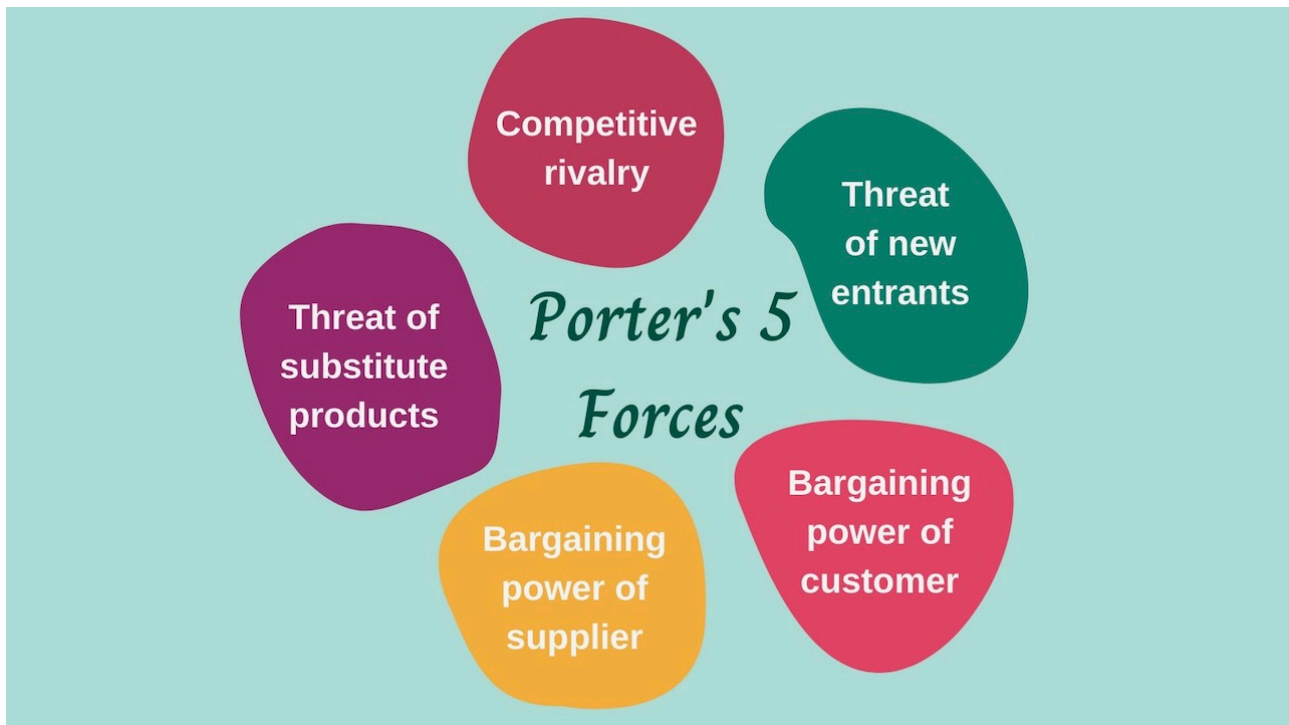 Competitive
rivalry
Threat
of new
entrants
Threat of
substitute
products
Porter's 5
Forces
Bargaining
power of
customer
Bargaining
power of
supplier